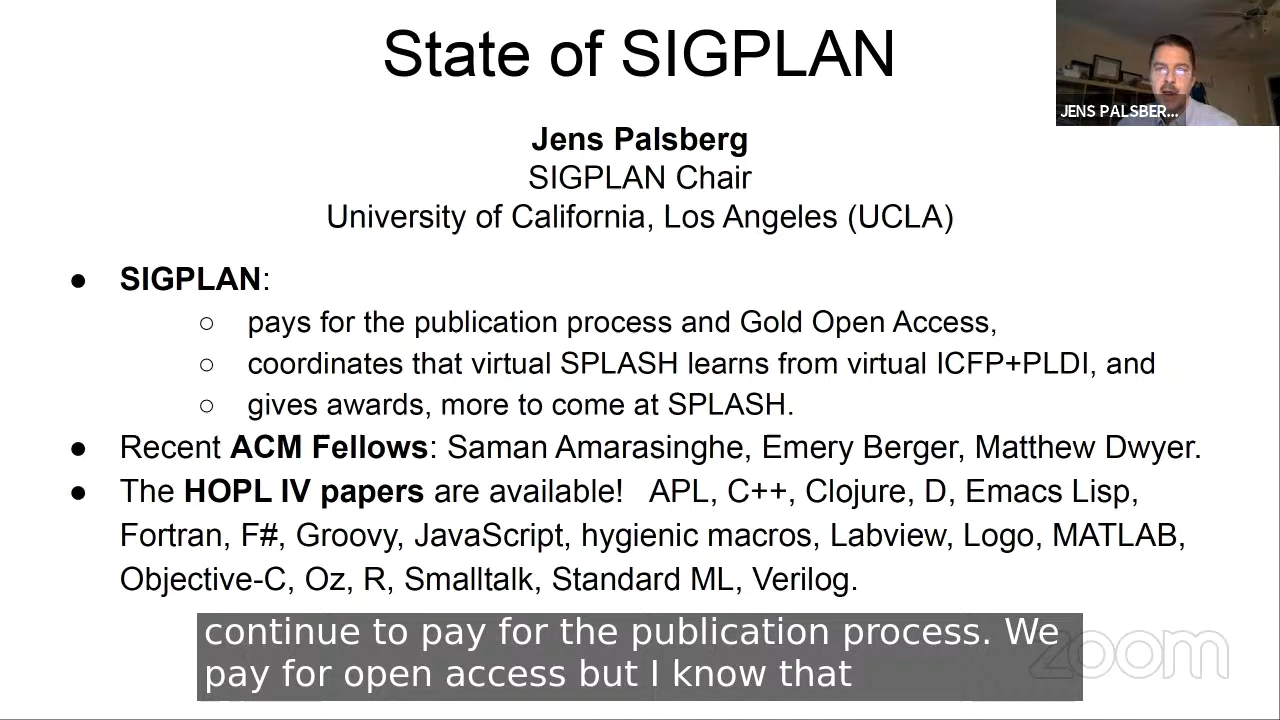 State of SIGPLAN
JENS PALSBER...
Jens Palsberg
SIGPLAN Chair
University of California, Los Angeles (UCLA)
● SIGPLAN:
○ pays for the publication process and Gold Open Access,
○ coordinates that virtual SPLASH learns from virtual ICFP+PLDI, and
○ gives awards, more to come at SPLASH.
● Recent ACM Fellows: Saman Amarasinghe, Emery Berger, Matthew Dwyer.
● The HOPL IV papers are available! APL, C++, Clojure, D, Emacs Lisp,
Fortran, F#, Groovy, JavaScript, hygienic macros, Labview, Logo, MATLAB,
Objective-C, Oz, R, Smalltalk, Standard ML, Verilog.
continue to pay for the publication process. We
pay for open access but I know that
zoom